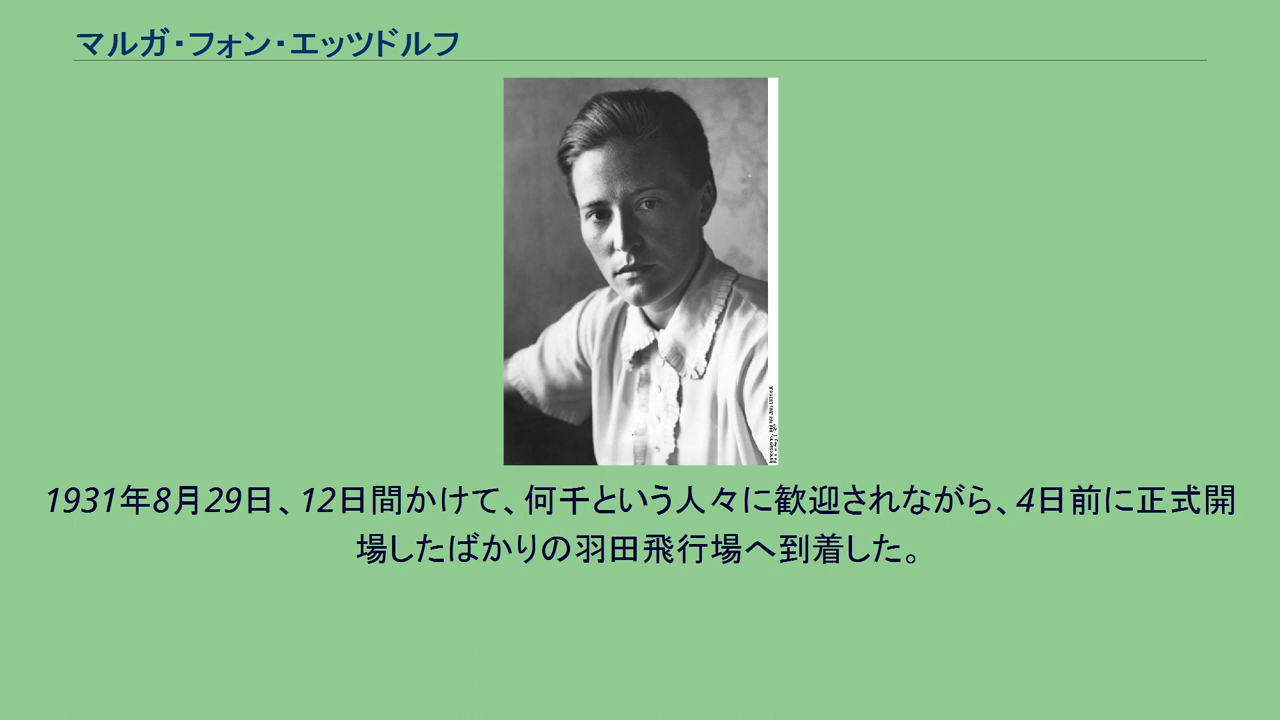 マルガ・フォン・エッツドルフ
1931年8月29日、12日間かけて、何千という人々に歓迎されながら、4日前に正式開
場したばかりの羽田飛行場へ到着した。